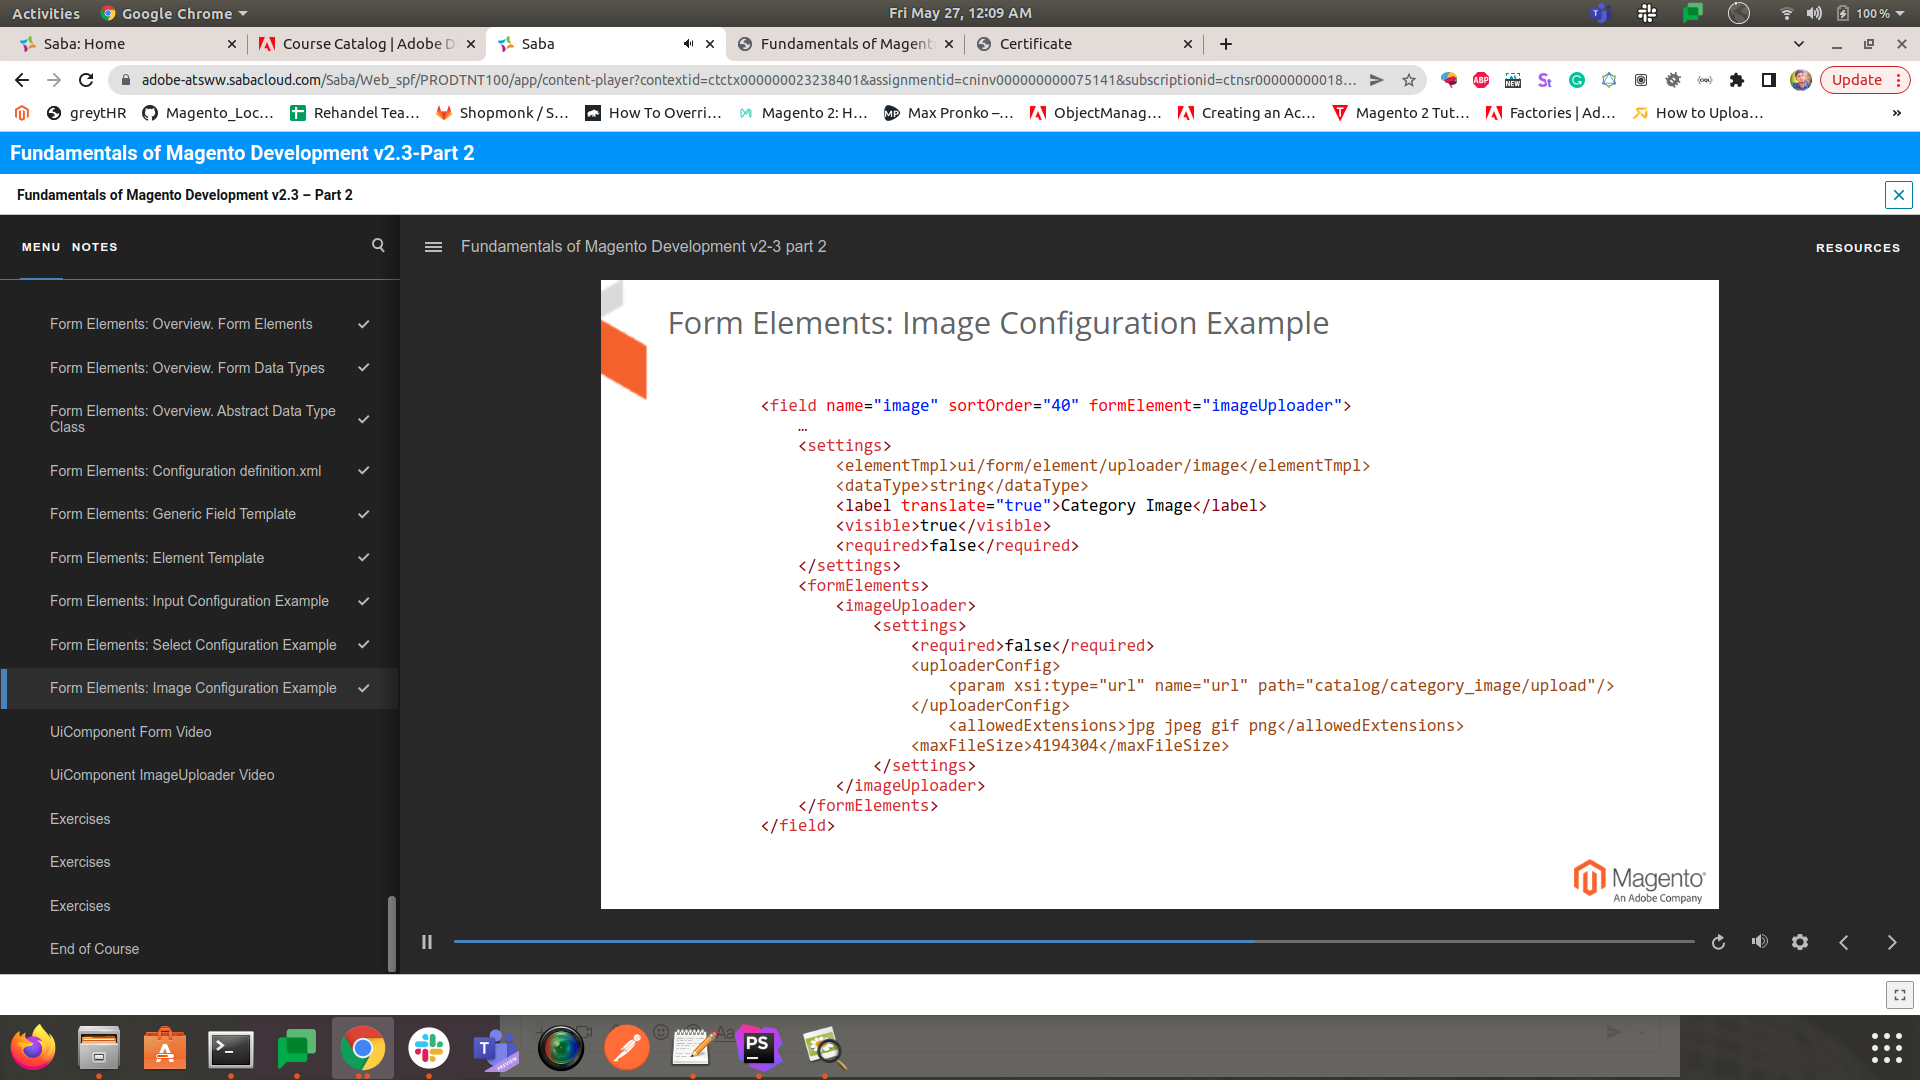 Activities Google Chrome Fri May 27, 12:09 AM 100 %
Saba: Home Course Catalog | Adobe D Saba Fundamentals of Magent Certificate
adobe-atsww.sabacloud.com/Saba/Web_spf/PRODTNT100/app/content-player?contextid=ctctx000000023238401&assignmentid=cninv000000000075141&subscriptionid=ctnsr00000000018... ABP NEW St Update
greytHR Magento_Loc... Rehandel Tea... Shopmonk / S... How To Overri... Magento 2: H... Max Pronko –... ObjectManag... Creating an Ac... Magento 2 Tut... Factories | Ad... How to Uploa... »
Fundamentals of Magento Development v2.3-Part 2
Fundamentals of Magento Development v2.3 – Part 2
MENU NOTES
Fundamentals of Magento Development v2-3 part 2
RESOURCES
Form Elements: Overview. Form Elements
Form Elements: Overview. Form Data Types
Form Elements: Overview. Abstract Data Type
Class
Form Elements: Configuration definition.xml
Form Elements: Generic Field Template
Form Elements: Element Template
Form Elements: Input Configuration Example
Form Elements: Select Configuration Example
Form Elements: Image Configuration Example
UiComponent Form Video
UiComponent ImageUploader Video
Exercises
Exercises
Exercises
End of Course
Form Elements: Image Configuration Example
<field name="image" sortOrder="40" formElement="imageUploader">
…
<settings>
<elementTmpl>ui/form/element/uploader/image</elementTmpl>
<dataType>string</dataType>
<label translate="true">Category Image</label>
<visible>true</visible>
<required>false</required>
</settings>
<formElements>
<imageUploader>
<settings>
<required>false</required>
<uploaderConfig>
<param xsi:type="url" name="url" path="catalog/category_image/upload"/>
</uploaderConfig>
<allowedExtensions>jpg jpeg gif png</allowedExtensions>
<maxFileSize>4194304</maxFileSize>
</settings>
</imageUploader>
</formElements>
</field>
Magento
An Adobe Company
T PREVIEW PS Aa